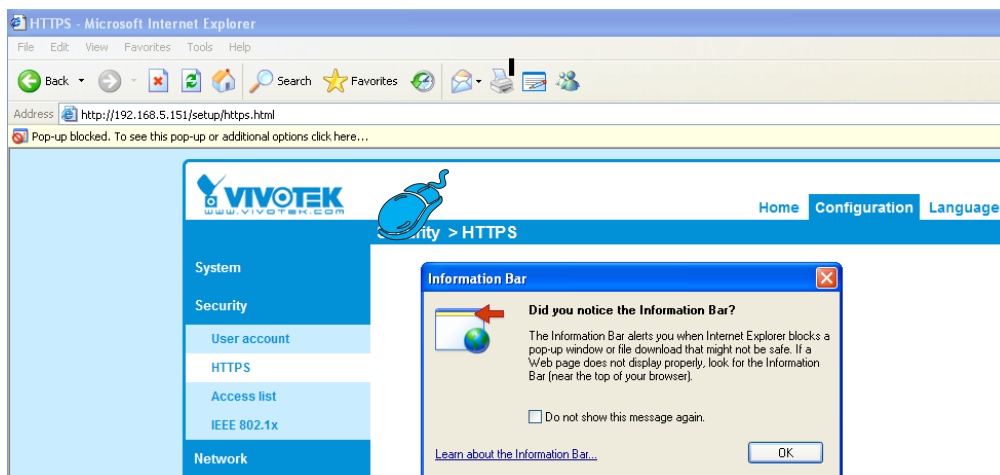 HTTPS - Microsoft Internet Explorer
File Edit View Favorites Tools Help
Back Search Favorites
Address http://192.168.5.151/setup/https.html
Pop-up blocked. To see this pop-up or additional options click here...
VIVOTEK
www.vivotek.com
Home Configuration Language
rity > HTTPS
System
Security
User account
HTTPS
Access list
IEEE 802.1x
Network
Information Bar
Did you notice the Information Bar?
The Information Bar alerts you when Internet Explorer blocks a
pop-up window or file download that might not be safe. If a
Web page does not display properly, look for the Information
Bar (near the top of your browser).
Do not show this message again.
Learn about the Information Bar...
OK